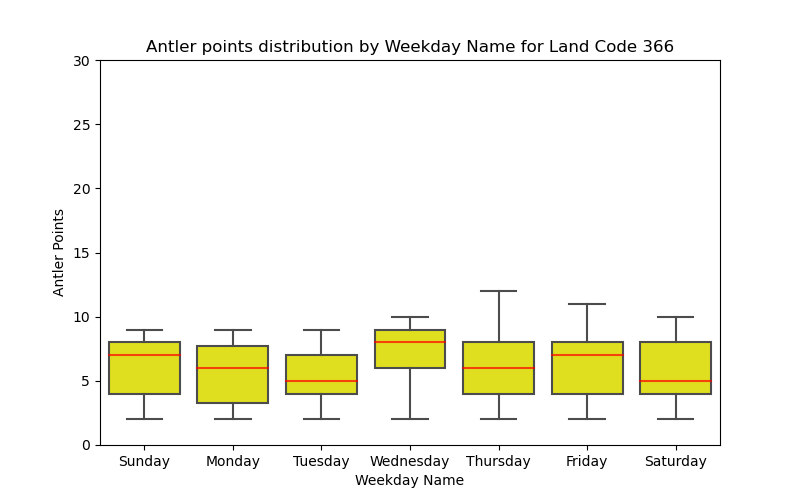 Antler points distribution by Weekday Name for Land Code 366
30
25
20
15
10
5
0
Antler Points
Sunday Monday Tuesday Wednesday Thursday Friday Saturday
Weekday Name